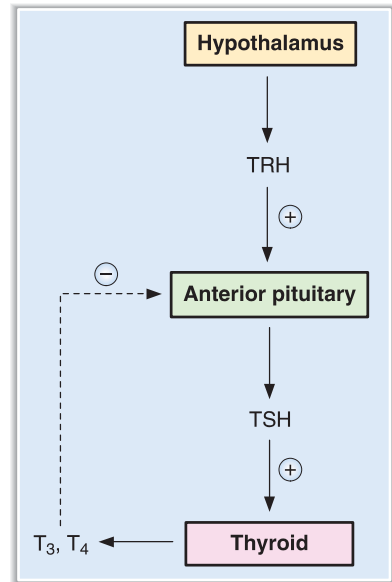 Hypothalamus
TRH
+
−
Anterior pituitary
TSH
+
T₃, T₄
Thyroid